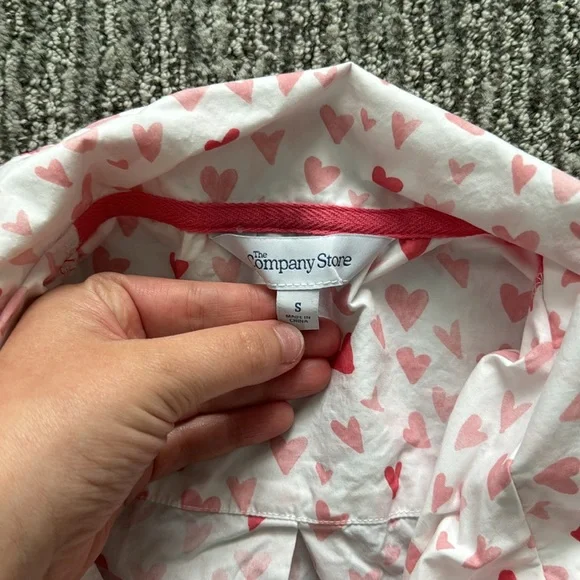 The
Company Store
S
MADE IN
CHINA